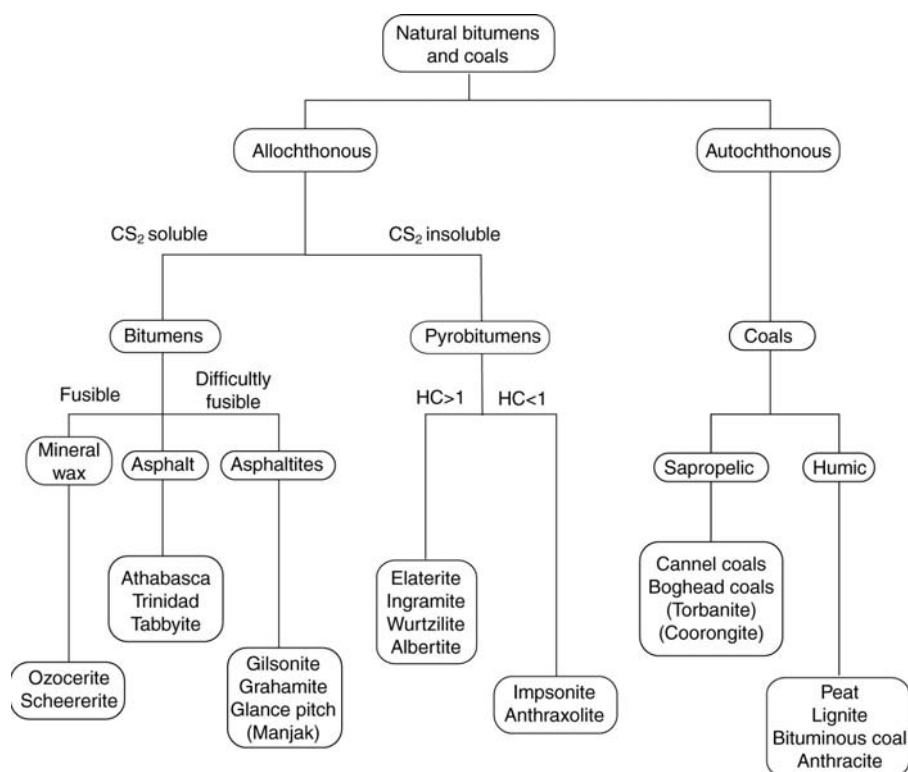 Natural bitumens
and coals
Allochthonous
Autochthonous
CS₂ soluble
CS₂ insoluble
Bitumens
Pyrobitumens
Coals
Fusible
Difficultly
fusible
HC>1
HC<1
Mineral
wax
Asphalt
Asphaltites
Sapropelic
Humic
Athabasca
Trinidad
Tabbyite
Elaterite
Ingramite
Wurtzilite
Albertite
Cannel coals
Boghead coals
(Torbanite)
(Coorongite)
Ozocerite
Scheererite
Gilsonite
Grahamite
Glance pitch
(Manjak)
Impsonite
Anthraxolite
Peat
Lignite
Bituminous coal
Anthracite